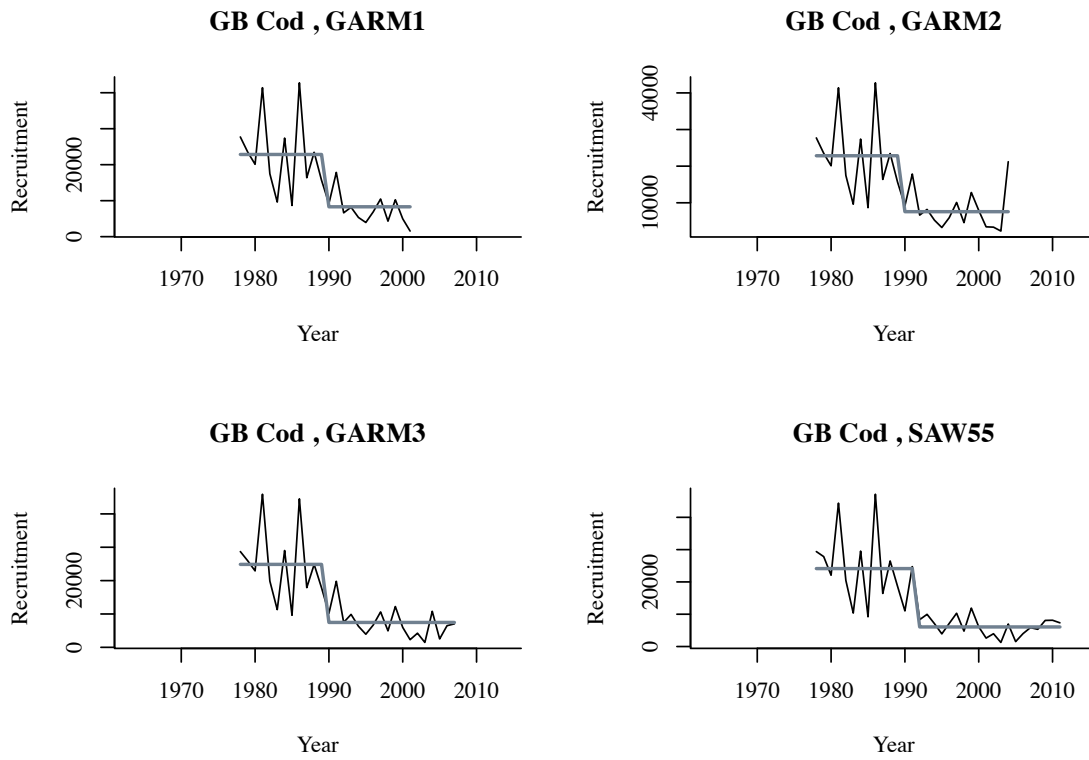 GB Cod , GARM1
Recruitment
0
20000
1970 1980 1990 2000 2010
Year
GB Cod , GARM2
Recruitment
10000
40000
1970 1980 1990 2000 2010
Year
GB Cod , GARM3
Recruitment
0
20000
1970 1980 1990 2000 2010
Year
GB Cod , SAW55
Recruitment
0
20000
1970 1980 1990 2000 2010
Year